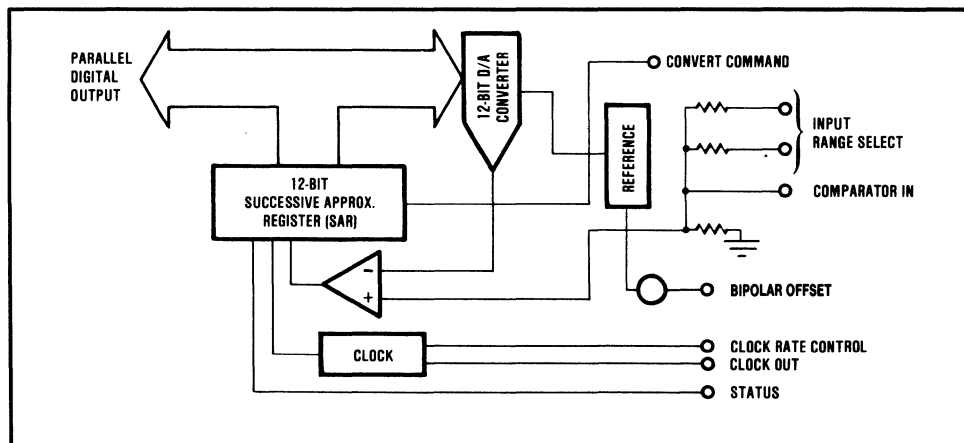 PARALLEL
DIGITAL
OUTPUT
12-BIT D/A
CONVERTER
CONVERT COMMAND
INPUT
RANGE SELECT
REFERENCE
COMPARATOR IN
12-BIT
SUCCESSIVE APPROX.
REGISTER (SAR)
−
+
BIPOLAR OFFSET
CLOCK
CLOCK RATE CONTROL
CLOCK OUT
STATUS